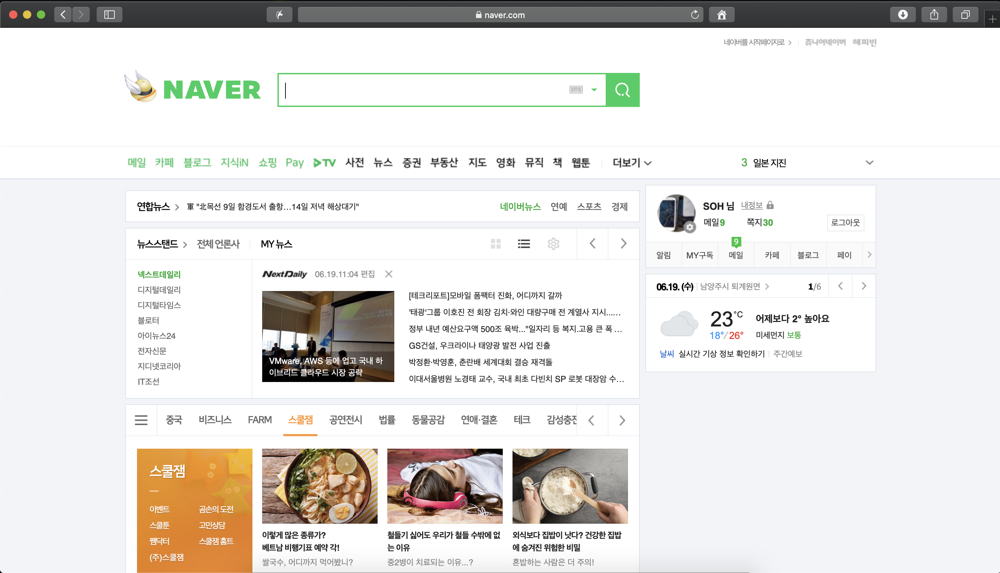 naver.com
네이버를 시작페이지로
쥬니어네이버 해피빈
NAVER
메일 카페 블로그 지식iN 쇼핑 Pay TV 사전 뉴스 증권 부동산 지도 영화 뮤직 책 웹툰 더보기
3 일본 지진
연합뉴스 軍 "北목선 9일 함경도서 출항…14일 저녁 해상대기"
네이버뉴스 연예 스포츠 경제
뉴스스탠드 전체 언론사 MY 뉴스
넥스트데일리
디지털데일리
디지털타임스
블로터
아이뉴스24
전자신문
지디넷코리아
IT조선
NextDaily 06.19.11:04 편집
VMware, AWS 등에 업고 국내 하
이브리드 클라우드 시장 공략
[테크리포트]모바일 폼팩터 진화, 어디까지 갈까
'태광'그룹 이호진 전 회장 김치·와인 대량구매 전 계열사 지시……
정부 내년 예산요구액 500조 육박..."일자리 등 복지.고용 큰 폭 …
GS건설, 우크라이나 태양광 발전 사업 진출
박정환·박영훈, 춘란배 세계대회 결승 재격돌
이대서울병원 노경태 교수, 국내 최초 다빈치 SP 로봇 대장암 수…
SOH 님 내정보
메일9 쪽지30
로그아웃
9
알림 MY구독 메일 카페 블로그 페이
06.19. (수) 남양주시 퇴계원면 1/6
23℃ 어제보다 2° 높아요
18°/26° 미세먼지 보통
날씨 실시간 기상 정보 확인하기 주간예보
중국 비즈니스 FARM 스쿨잼 공연전시 법률 동물공감 연애·결혼 테크 감성충전
스쿨잼
이벤트 곰손의 도전
스쿨툰 고민상담
쨈닥터 스쿨잼 홈트
(주)스쿨잼
이렇게 많은 종류가?
베트남 비행기표 예약 각!
쌀국수, 어디까지 먹어봤니?
철들기 싫어도 우리가 철들 수밖에 없
는 이유
중2병이 치료되는 이유...?
외식보다 집밥이 낫다? 건강한 집밥
에 숨겨진 위험한 비밀
혼밥하는 사람은 더 주의!